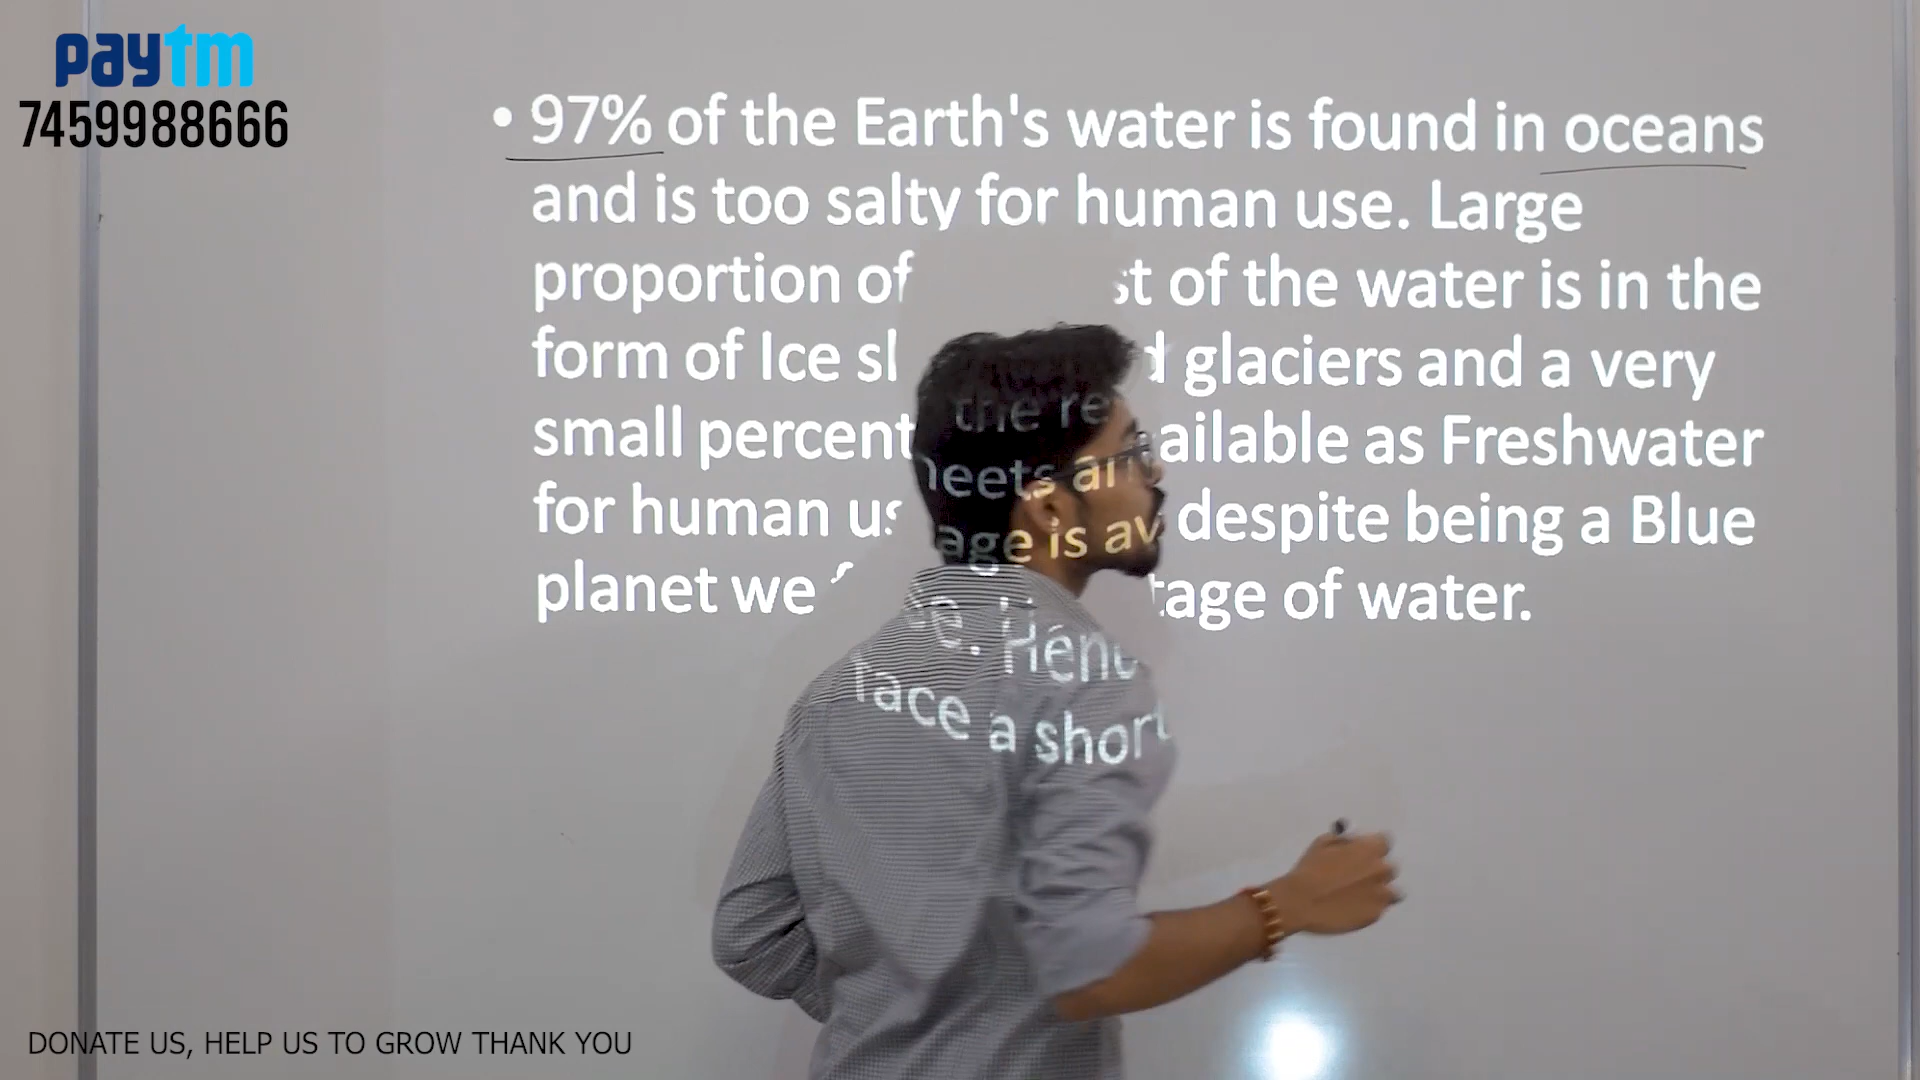 paytm
7459988666
• 97% of the Earth's water is found in oceans
and is too salty for human use. Large
proportion of the rest of the water is in the
form of Ice sheets and glaciers and a very
small percentage is available as Freshwater
for human use. Hence despite being a Blue
planet we face a shortage of water.
DONATE US, HELP US TO GROW THANK YOU